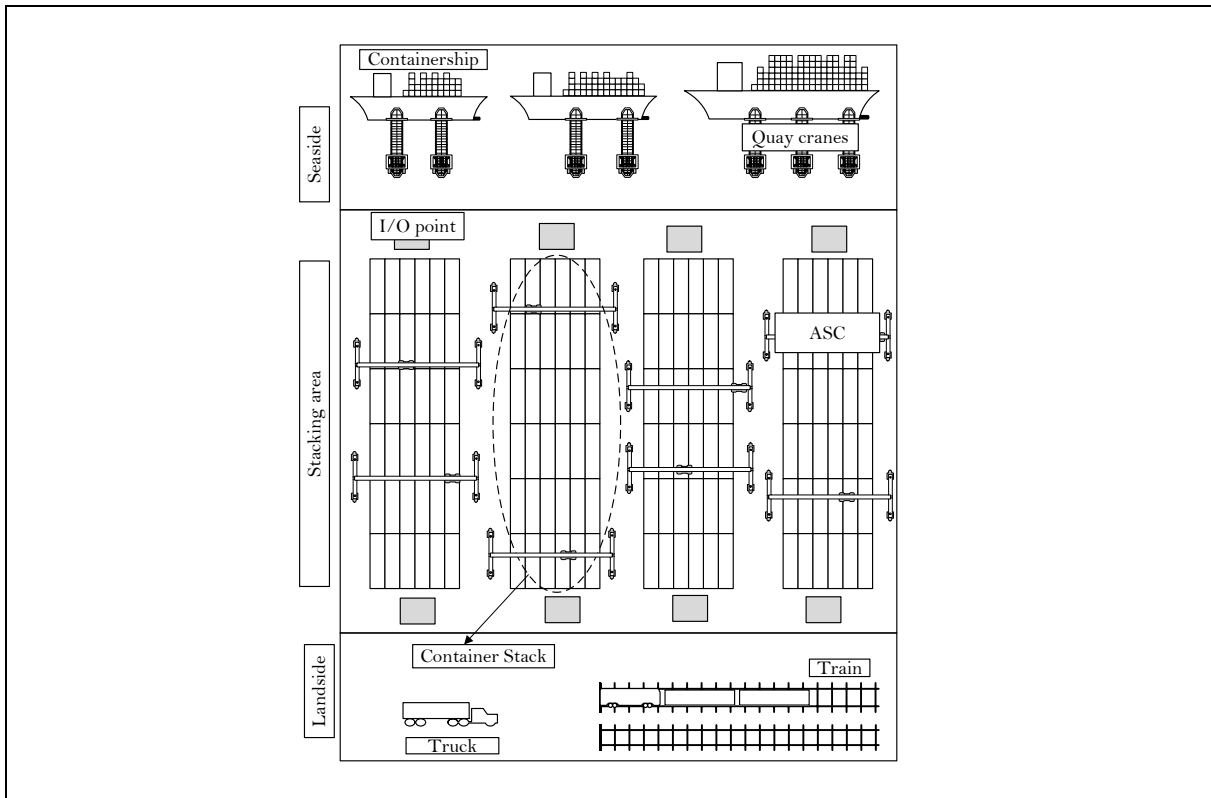 Containership
Quay cranes
Seaside
I/O point
Stacking area
ASC
Container Stack
Landside
Train
Truck